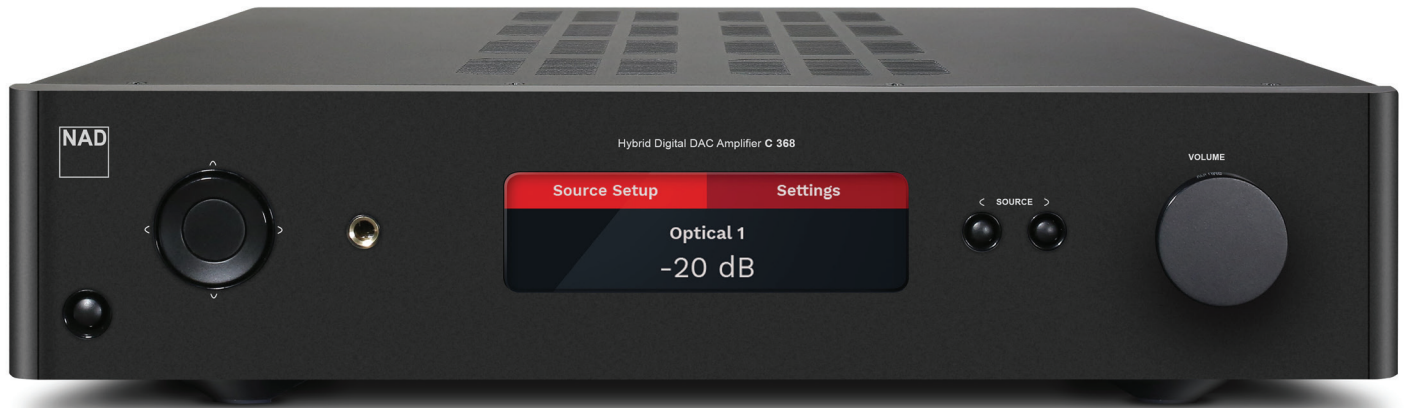 NAD
Hybrid Digital DAC Amplifier C 368
Source Setup
Settings
Optical 1
-20 dB
< SOURCE >
VOLUME